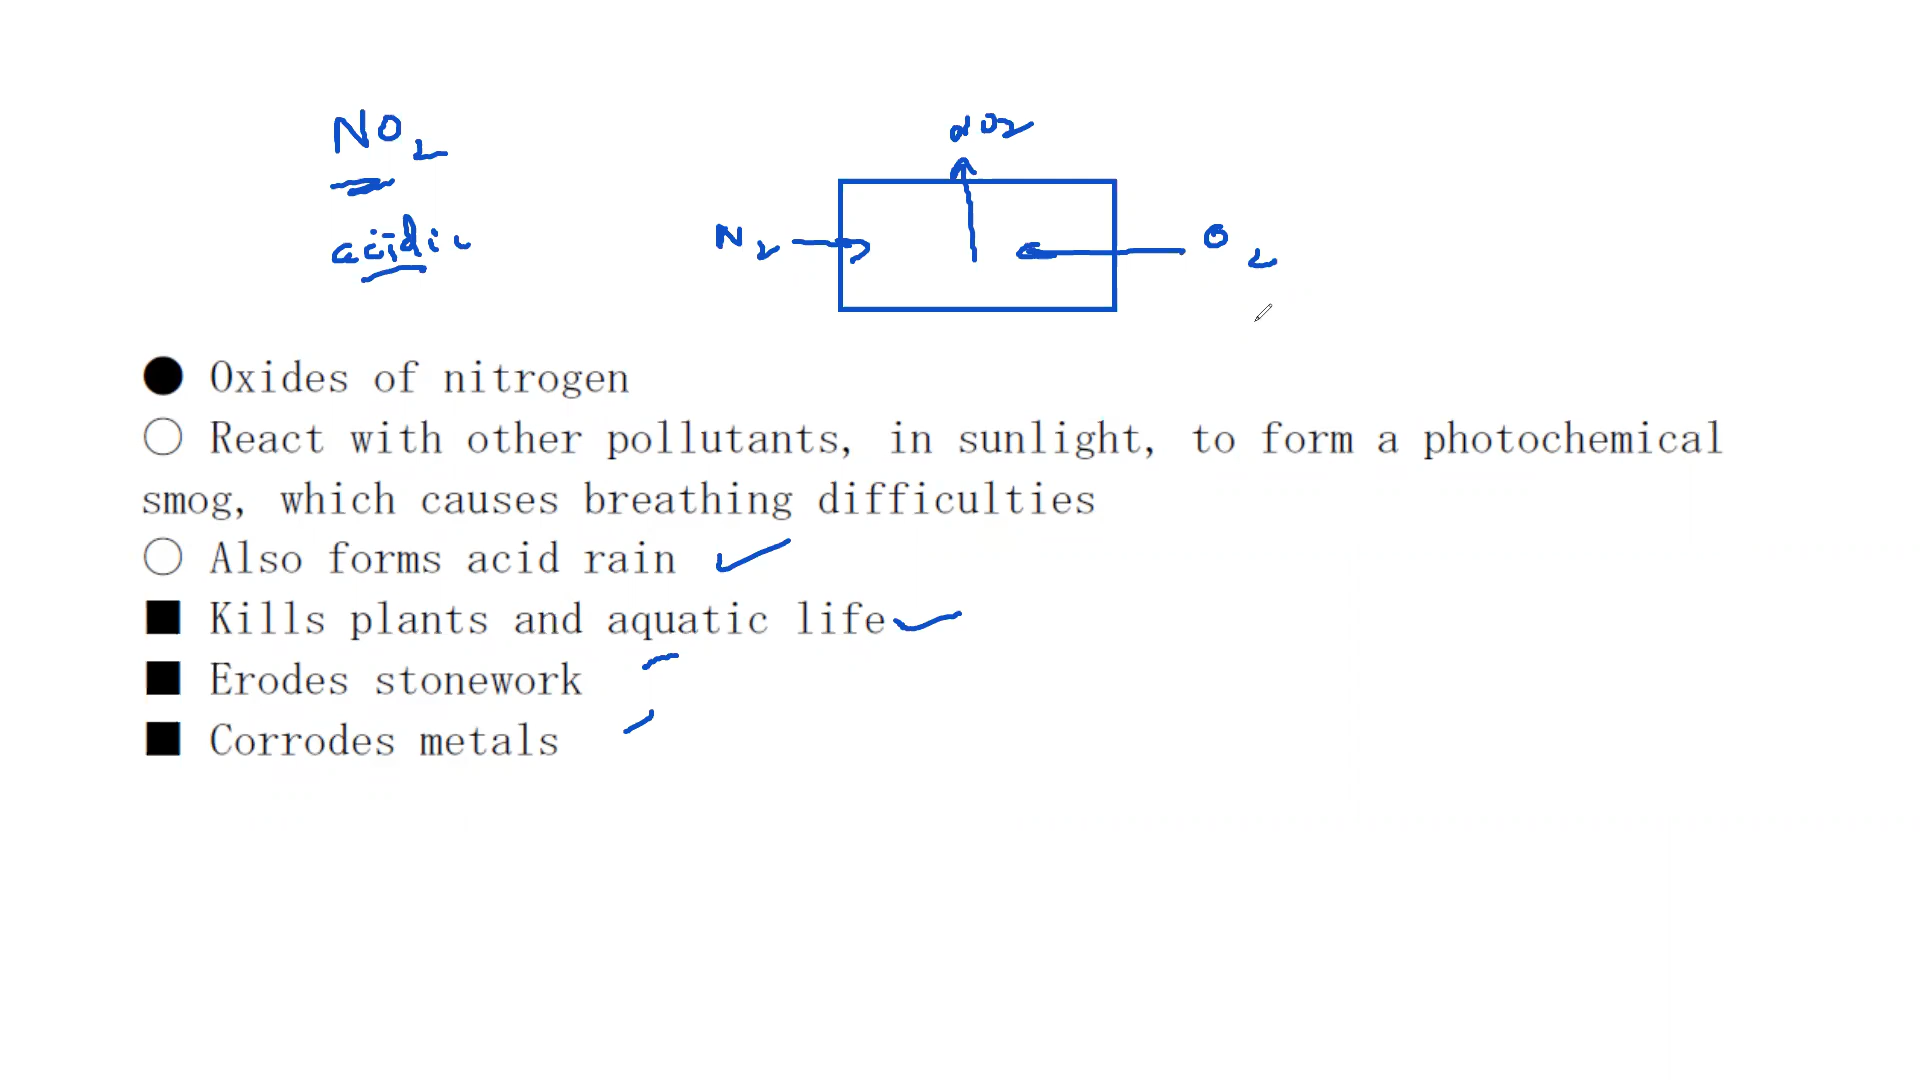 NO2
acidic
NO2
N2
O2
● Oxides of nitrogen
○ React with other pollutants, in sunlight, to form a photochemical
smog, which causes breathing difficulties
○ Also forms acid rain
■ Kills plants and aquatic life
■ Erodes stonework
■ Corrodes metals